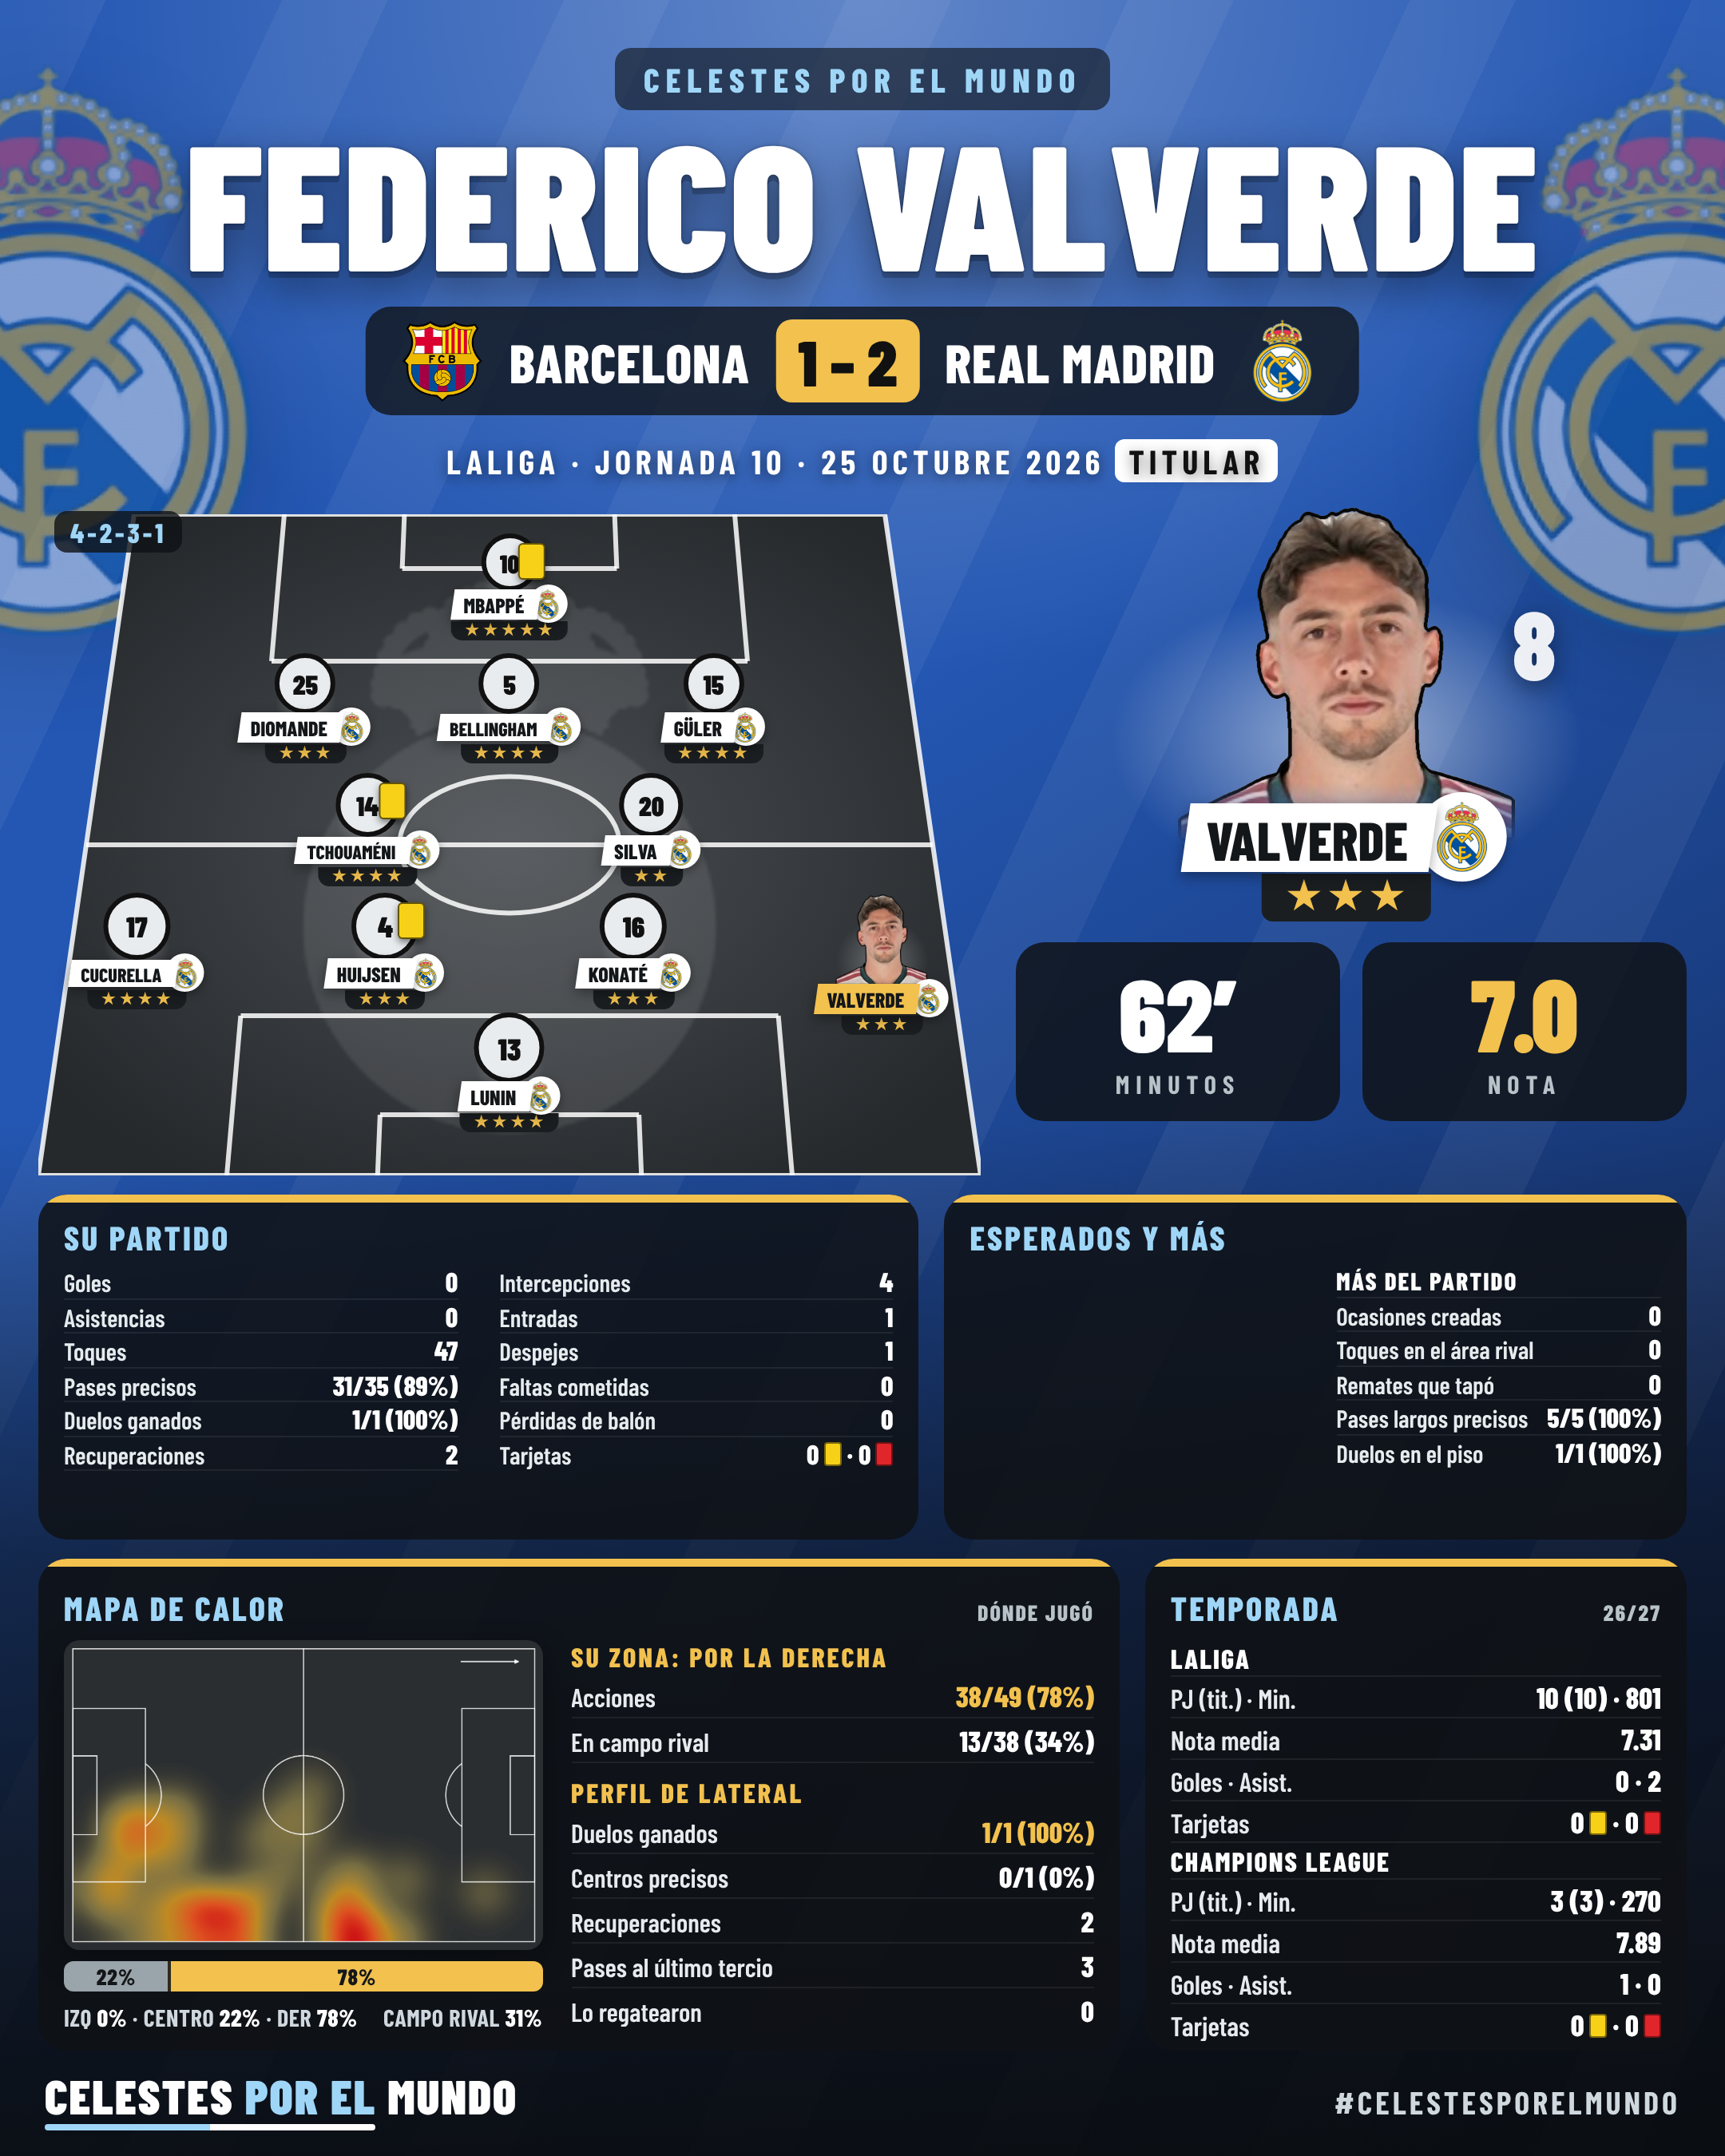 CELESTES POR EL MUNDO
FEDERICO VALVERDE
FCB BARCELONA 1 - 2 REAL MADRID
LALIGA · JORNADA 10 · 25 OCTUBRE 2026 TITULAR
4-2-3-1
10
MBAPPÉ
25 5 15
DIOMANDE BELLINGHAM GÜLER
14 20
TCHOUAMÉNI SILVA
17 4 16
CUCURELLA HUIJSEN KONATÉ VALVERDE
13
LUNIN
8
VALVERDE
62’ 7.0
MINUTOS NOTA
SU PARTIDO
Goles 0
Asistencias 0
Toques 47
Pases precisos 31/35 (89%)
Duelos ganados 1/1 (100%)
Recuperaciones 2
Intercepciones 4
Entradas 1
Despejes 1
Faltas cometidas 0
Pérdidas de balón 0
Tarjetas 0 · 0
ESPERADOS Y MÁS
MÁS DEL PARTIDO
Ocasiones creadas 0
Toques en el área rival 0
Remates que tapó 0
Pases largos precisos 5/5 (100%)
Duelos en el piso 1/1 (100%)
MAPA DE CALOR DÓNDE JUGÓ
22% 78%
IZQ 0% · CENTRO 22% · DER 78% CAMPO RIVAL 31%
SU ZONA: POR LA DERECHA
Acciones 38/49 (78%)
En campo rival 13/38 (34%)
PERFIL DE LATERAL
Duelos ganados 1/1 (100%)
Centros precisos 0/1 (0%)
Recuperaciones 2
Pases al último tercio 3
Lo regatearon 0
TEMPORADA 26/27
LALIGA
PJ (tit.) · Min. 10 (10) · 801
Nota media 7.31
Goles · Asist. 0 · 2
Tarjetas 0 · 0
CHAMPIONS LEAGUE
PJ (tit.) · Min. 3 (3) · 270
Nota media 7.89
Goles · Asist. 1 · 0
Tarjetas 0 · 0
CELESTES POR EL MUNDO
#CELESTESPORELMUNDO